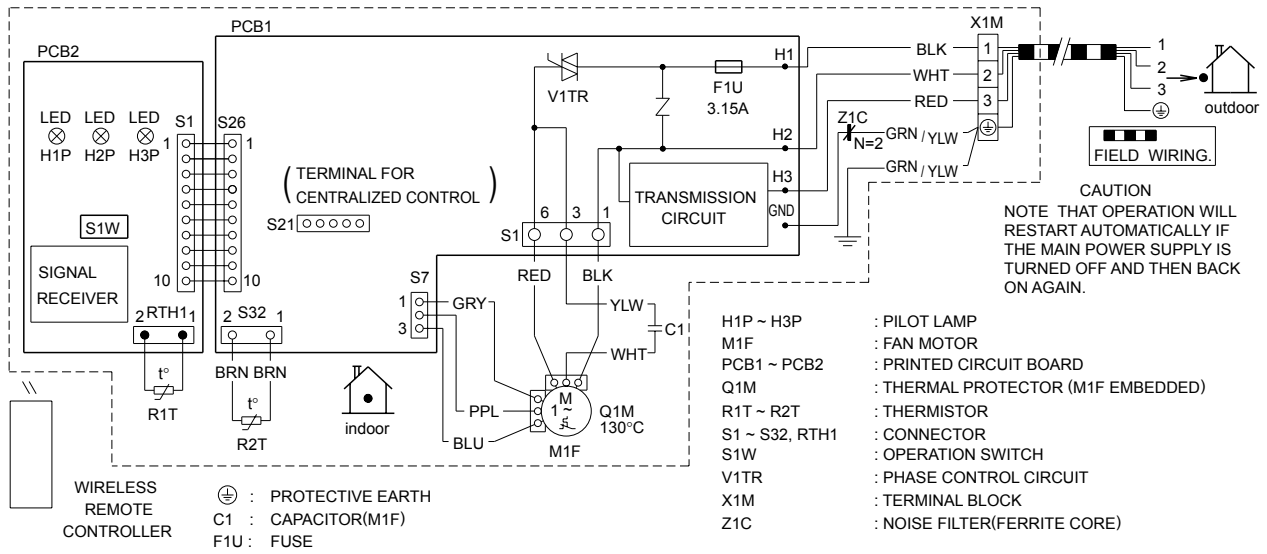 PCB1
X1M
PCB2
H1
BLK
1
1
V1TR
F1U
3.15A
WHT
2
2
3
outdoor
RED
3
LED LED LED
H1P H2P H3P
S1
S26
1
1
Z1C
N=2
GRN / YLW
FIELD WIRING.
H2
GRN / YLW
H3
TRANSMISSION
CIRCUIT
GND
( TERMINAL FOR
CENTRALIZED CONTROL )
S21
CAUTION
NOTE THAT OPERATION WILL
RESTART AUTOMATICALLY IF
THE MAIN POWER SUPPLY IS
TURNED OFF AND THEN BACK
ON AGAIN.
S1W
6 3 1
S1
SIGNAL
RECEIVER
10
10
RED
BLK
S7
1
3
GRY
YLW
C1
WHT
2 RTH1 1
2 S32 1
BRN BRN
t°
R1T
t°
R2T
indoor
PPL
BLU
M
1 ~
Q1M
130°C
M1F
H1P ~ H3P : PILOT LAMP
M1F : FAN MOTOR
PCB1 ~ PCB2 : PRINTED CIRCUIT BOARD
Q1M : THERMAL PROTECTOR (M1F EMBEDDED)
R1T ~ R2T : THERMISTOR
S1 ~ S32, RTH1 : CONNECTOR
S1W : OPERATION SWITCH
V1TR : PHASE CONTROL CIRCUIT
X1M : TERMINAL BLOCK
Z1C : NOISE FILTER(FERRITE CORE)
WIRELESS
REMOTE
CONTROLLER
: PROTECTIVE EARTH
C1 : CAPACITOR(M1F)
F1U : FUSE